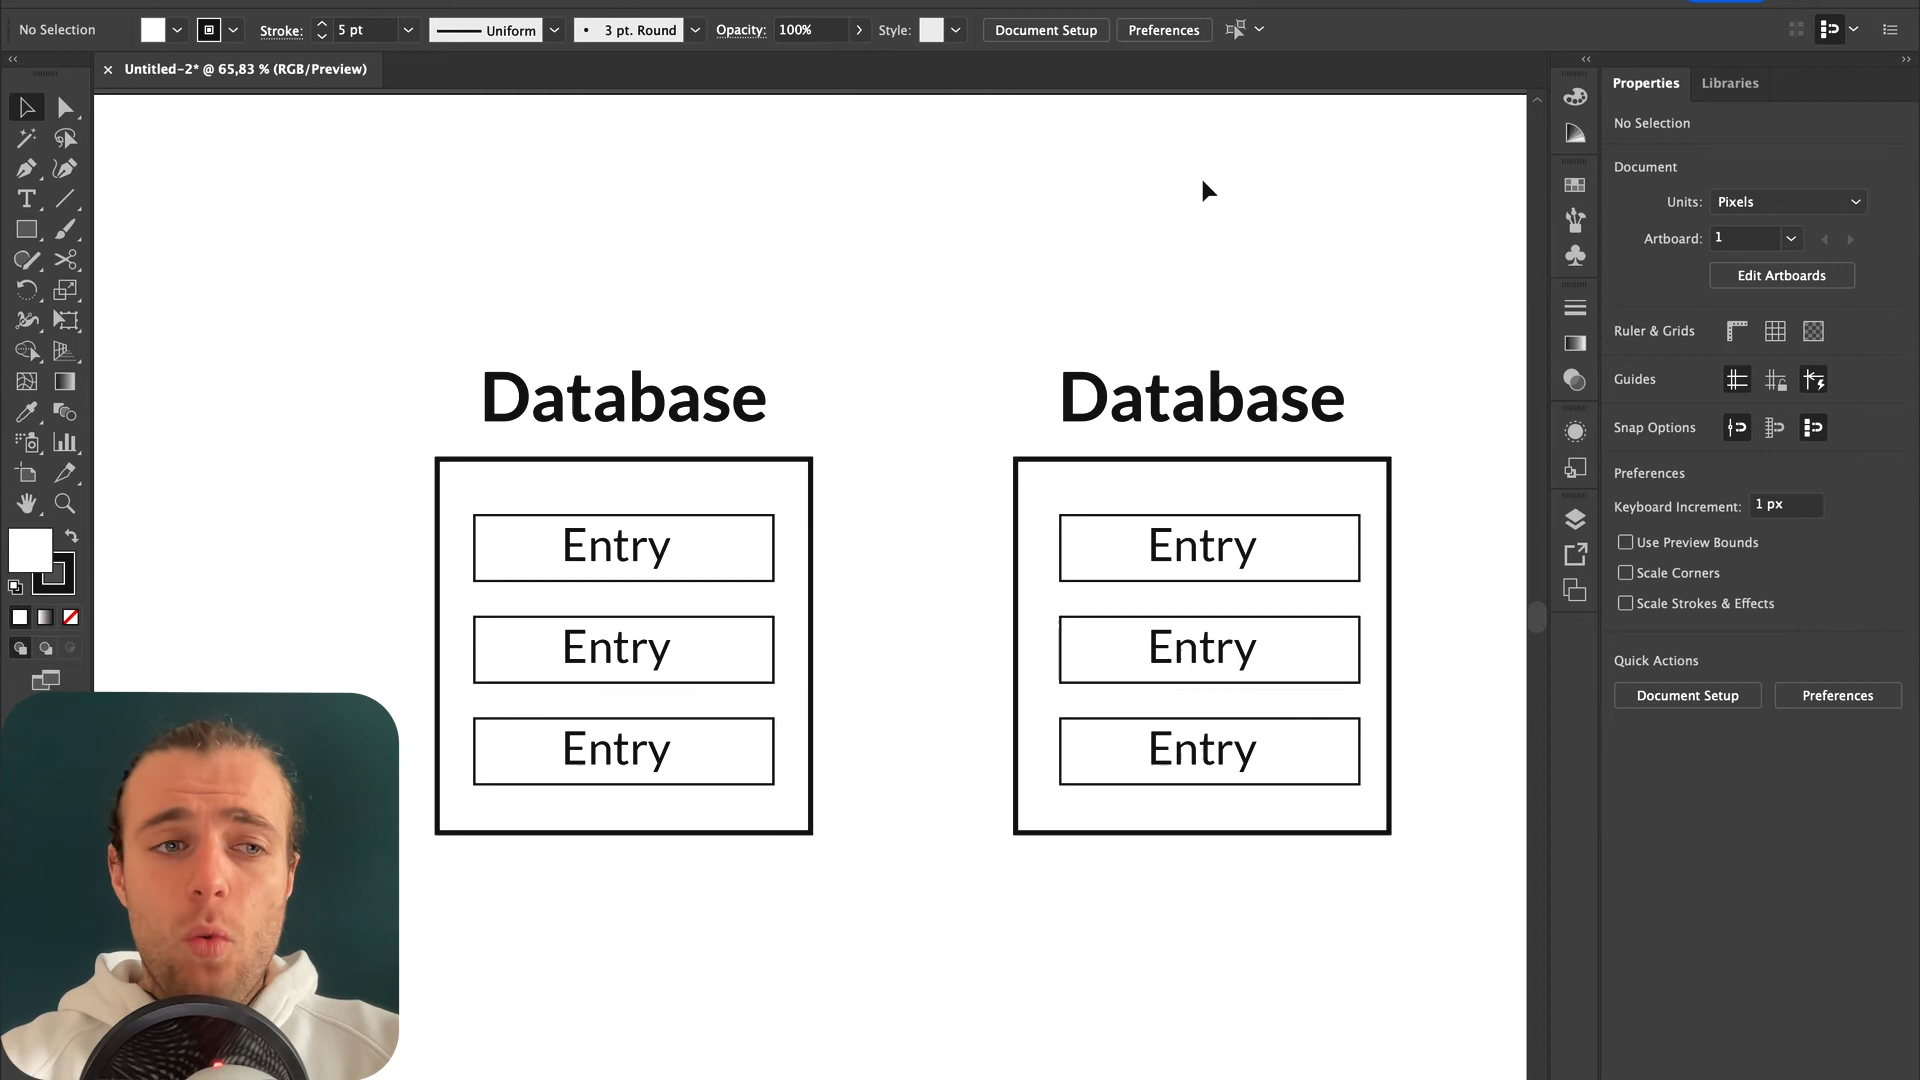 No Selection
Stroke: 5 pt
Uniform
3 pt. Round
Opacity: 100%
Style:
Document Setup
Preferences
Untitled-2* @ 65,83 % (RGB/Preview)
Properties
Libraries
No Selection
Document
Units: Pixels
Artboard: 1
Edit Artboards
Ruler & Grids
Guides
Snap Options
Preferences
Keyboard Increment: 1 px
Use Preview Bounds
Scale Corners
Scale Strokes & Effects
Quick Actions
Document Setup
Preferences
Database
Entry
Entry
Entry
Database
Entry
Entry
Entry